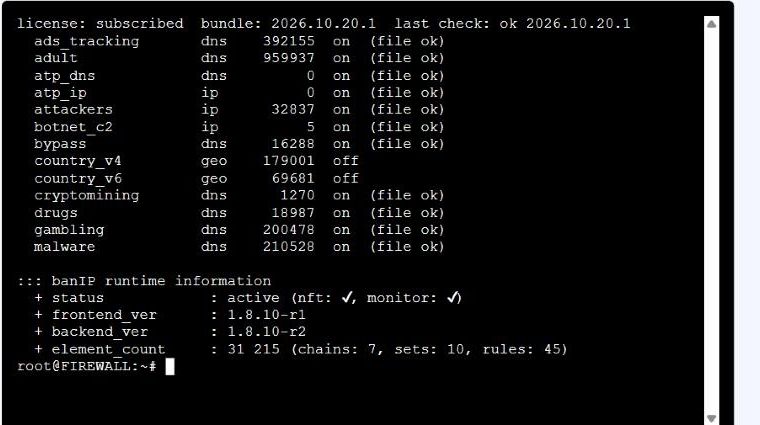 license: subscribed  bundle: 2026.10.20.1  last check: ok 2026.10.20.1
  ads_tracking       dns    392155  on  (file ok)
  adult              dns    959937  on  (file ok)
  atp_dns            dns         0  on  (file ok)
  atp_ip             ip          0  on  (file ok)
  attackers          ip      32837  on  (file ok)
  botnet_c2          ip          5  on  (file ok)
  bypass             dns     16288  on  (file ok)
  country_v4         geo    179001  off
  country_v6         geo     69681  off
  cryptomining       dns      1270  on  (file ok)
  drugs              dns     18987  on  (file ok)
  gambling           dns    200478  on  (file ok)
  malware            dns    210528  on  (file ok)

::: banIP runtime information
  + status            : active (nft: ✔, monitor: ✔)
  + frontend_ver      : 1.8.10-r1
  + backend_ver       : 1.8.10-r2
  + element_count     : 31 215 (chains: 7, sets: 10, rules: 45)
root@FIREWALL:~#